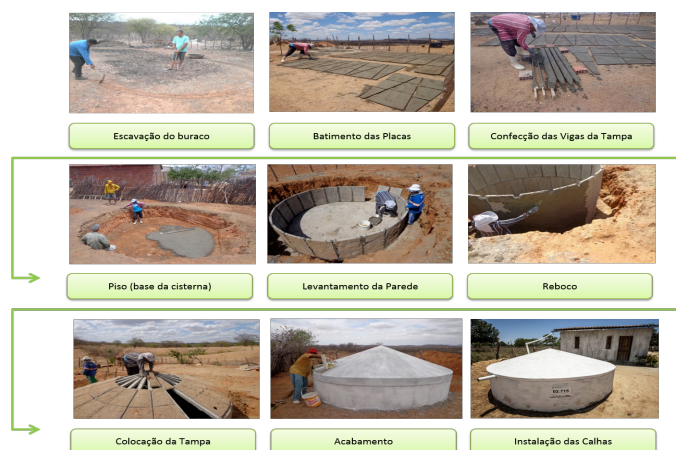 Escavação do buraco
Batimento das Placas
Confecção das Vigas da Tampa
Piso (base da cisterna)
Levantamento da Parede
Reboco
Colocação da Tampa
Acabamento
Instalação das Calhas